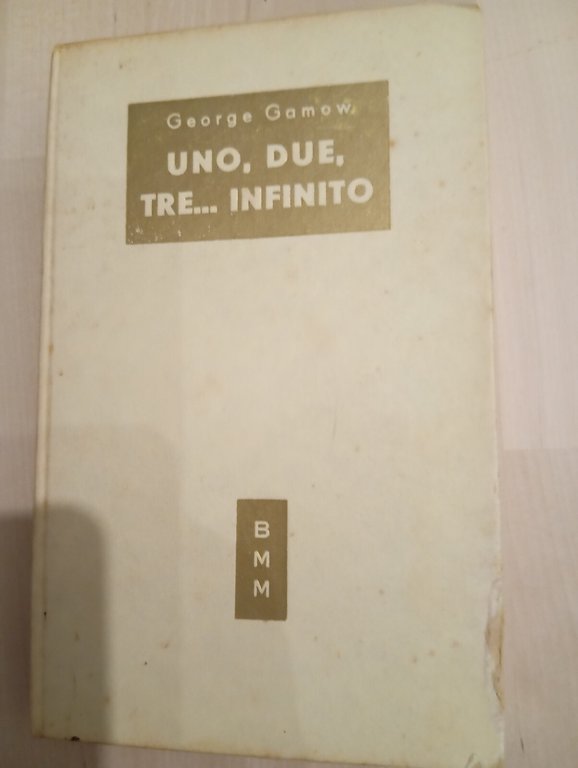 George Gamow
UNO, DUE,
TRE... INFINITO
B
M
M